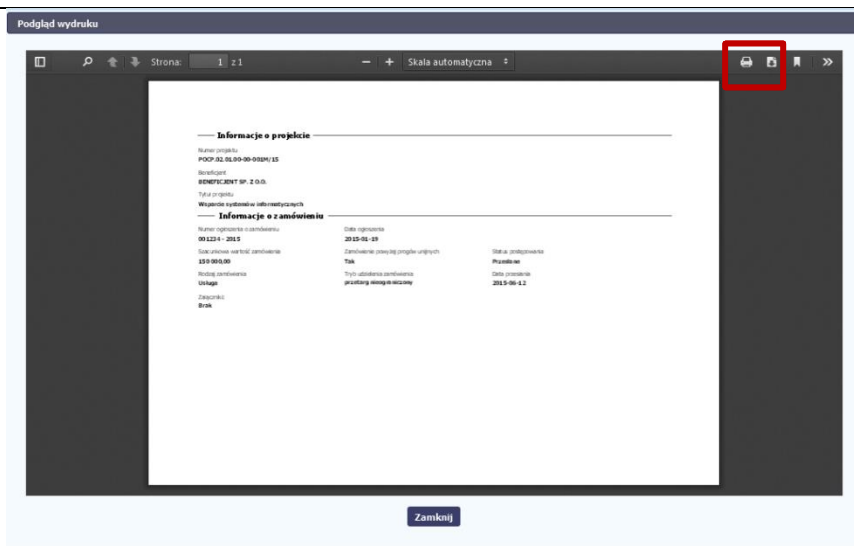 Podgląd wydruku
Strona: 1 z 1 Skala automatyczna
Informacje o projekcie
Numer projektu
POCP.02.01.00-00-001M/15
Beneficjent
BENEFICJENT SP. Z O.O.
Tytuł projektu
Wsparcie systemów informatycznych
Informacje o zamówieniu
Numer ogłoszenia o zamówieniu Data ogłoszenia
001234 - 2015 2015-01-19
Szacunkowa wartość zamówienia Zamówienie powyżej progów unijnych Status postępowania
150 000,00 Tak Przesłane
Rodzaj zamówienia Tryb udzielenia zamówienia Data przesłania
Usługa przetarg nieograniczony 2015-06-12
Załączniki
Brak
Zamknij